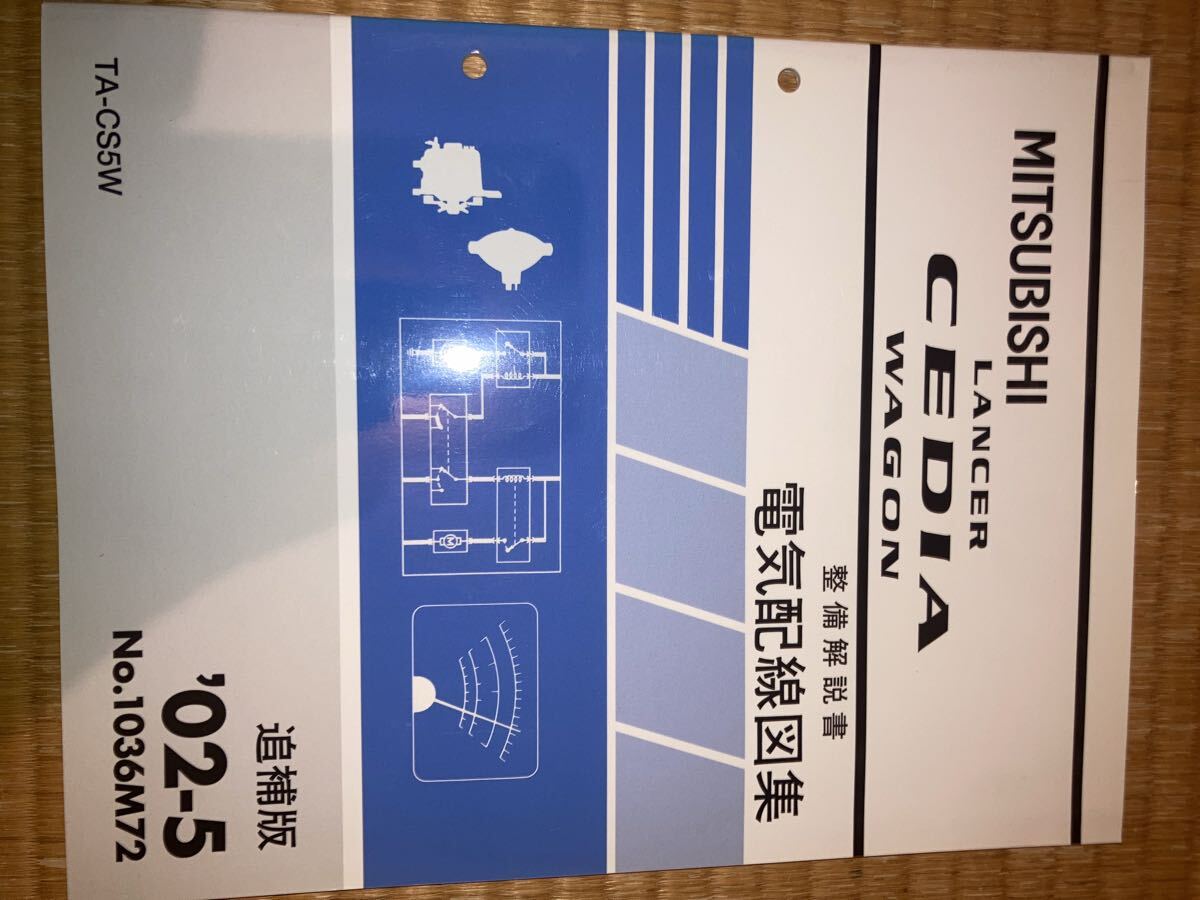 MITSUBISHI
LANCER
CEDIA
WAGON
整備解説書
電気配線図集
M
追補版
'02-5
No.1036M72
TA-CS5W